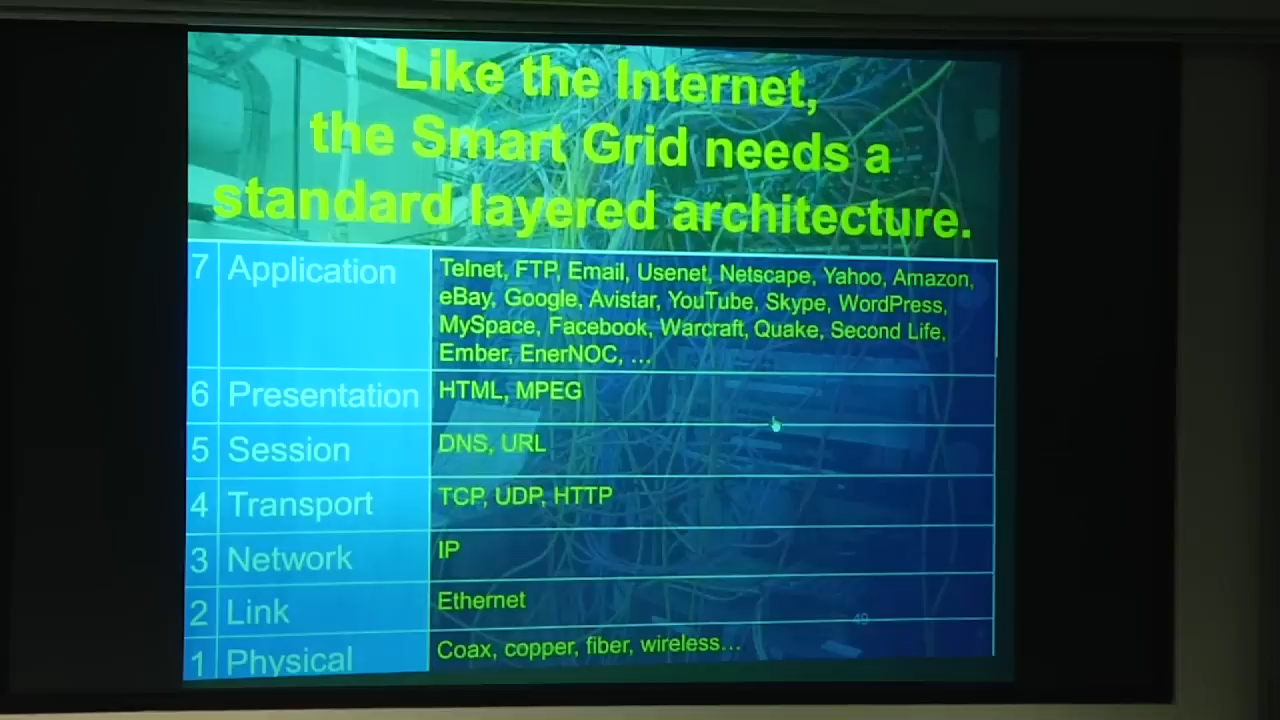 Like the Internet,
the Smart Grid needs a
standard layered architecture.
7 Application Telnet, FTP, Email, Usenet, Netscape, Yahoo, Amazon,
eBay, Google, Avistar, YouTube, Skype, WordPress,
MySpace, Facebook, Warcraft, Quake, Second Life,
Ember, EnerNOC, ...
6 Presentation HTML, MPEG
5 Session DNS, URL
4 Transport TCP, UDP, HTTP
3 Network IP
2 Link Ethernet
49
1 Physical Coax, copper, fiber, wireless...